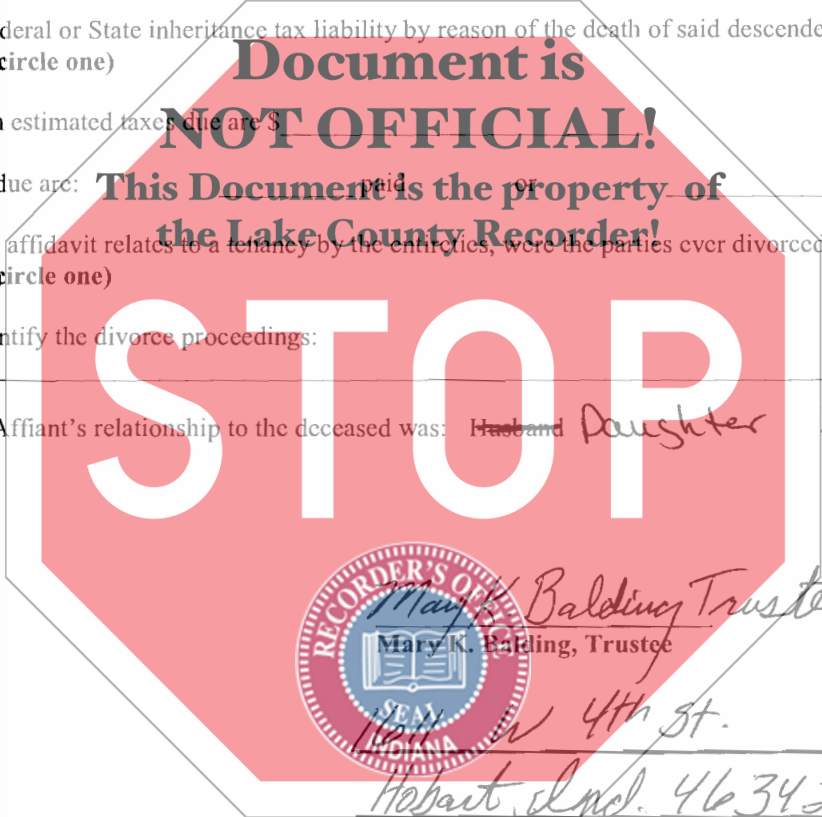 deral or State inheritance tax liability by reason of the death of said descende
circle one)
Document is
estimated taxes due are $
NOT OFFICIAL!
due are: paid or
This Document is the property of
the Lake County Recorder!
affidavit relates to a tenancy by the entireties, were the parties ever divorced
circle one)
ntify the divorce proceedings:
STOP
Affiant's relationship to the deceased was: Husband Daughter
RECORDER'S OFFICE
SEAL
INDIANA
Mary K. Balding Trustee
Mary K. Balding, Trustee
W 4th St.
Hobart, Ind. 46342